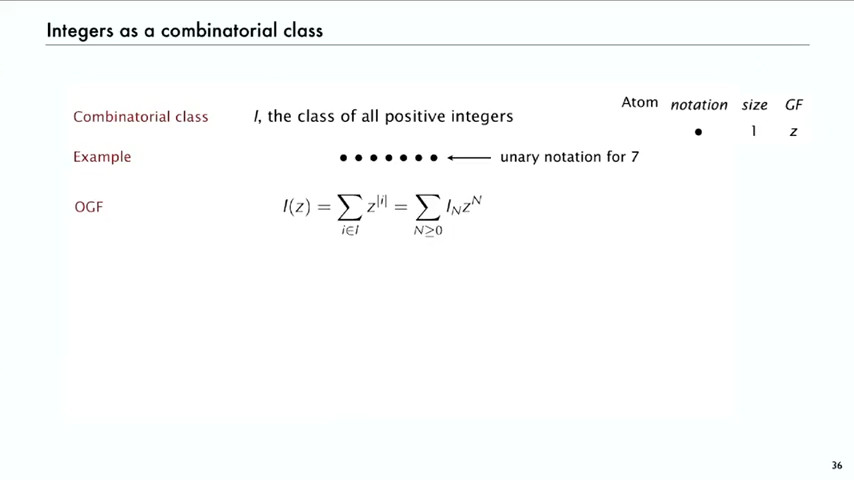 Integers as a combinatorial class
Atom notation size GF
• 1 z
Combinatorial class I, the class of all positive integers
Example • • • • • • • ← unary notation for 7
OGF I(z) = ∑_{i∈I} z^{|i|} = ∑_{N≥0} I_N z^N
36